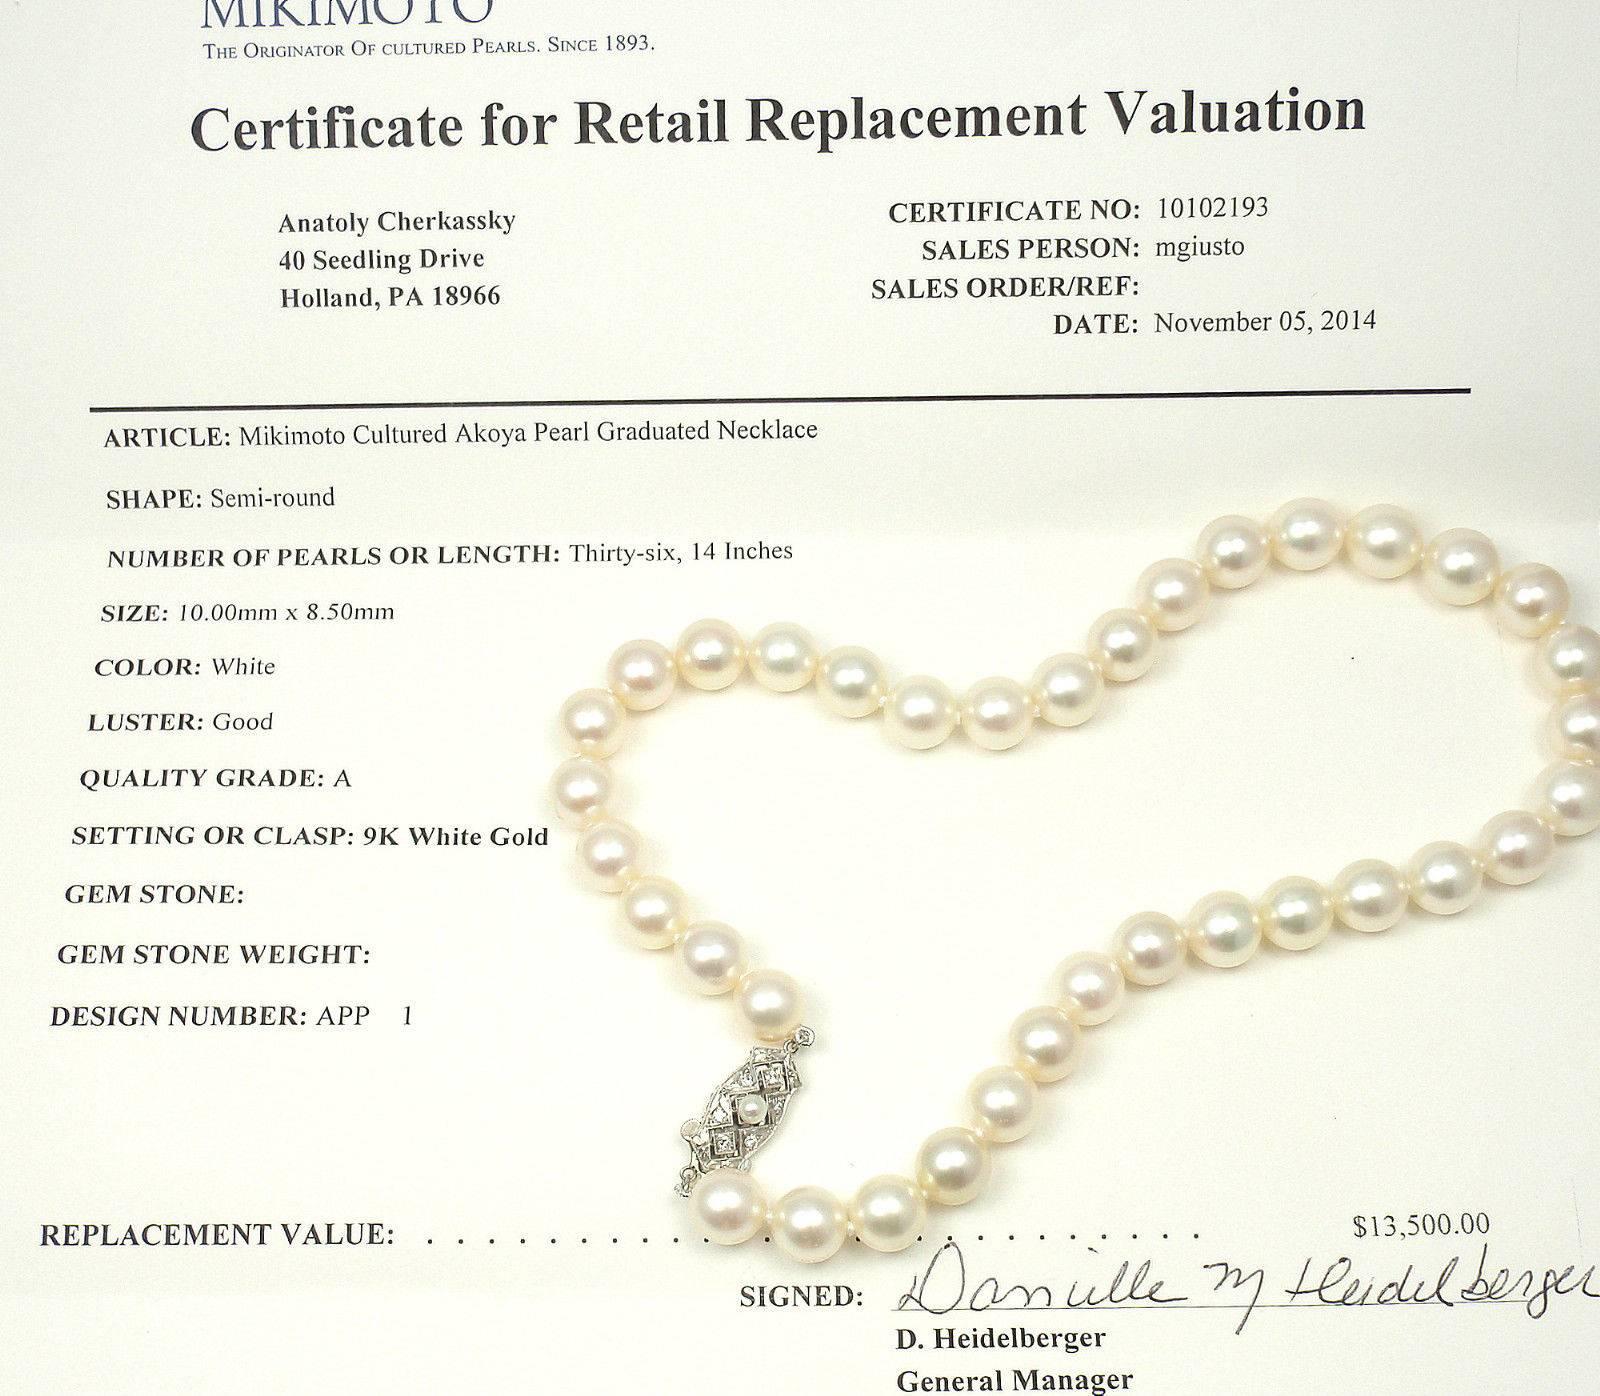 MIKIMOTO
THE ORIGINATOR OF CULTURED PEARLS. SINCE 1893.
Certificate for Retail Replacement Valuation
Anatoly Cherkassky
40 Seedling Drive
Holland, PA 18966
CERTIFICATE NO: 10102193
SALES PERSON: mgiusto
SALES ORDER/REF:
DATE: November 05, 2014
ARTICLE: Mikimoto Cultured Akoya Pearl Graduated Necklace
SHAPE: Semi-round
NUMBER OF PEARLS OR LENGTH: Thirty-six, 14 Inches
SIZE: 10.00mm x 8.50mm
COLOR: White
LUSTER: Good
QUALITY GRADE: A
SETTING OR CLASP: 9K White Gold
GEM STONE:
GEM STONE WEIGHT:
DESIGN NUMBER: APP 1
REPLACEMENT VALUE: . . . . . . . . . . . . . . . . . . . . $13,500.00
SIGNED: Danielle M Heidelberger
D. Heidelberger
General Manager